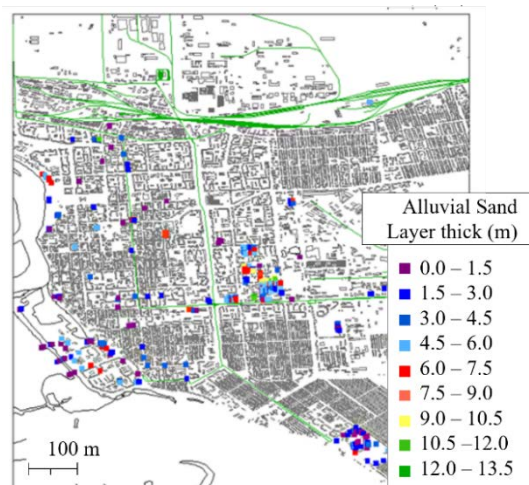 Alluvial Sand
Layer thick (m)
0.0 – 1.5
1.5 – 3.0
3.0 – 4.5
4.5 – 6.0
6.0 – 7.5
7.5 – 9.0
9.0 – 10.5
10.5 –12.0
12.0 – 13.5
100 m